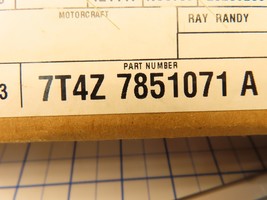 MOTORCRAFT
RAY RANDY
PART NUMBER
3 7T4Z 7851071 A